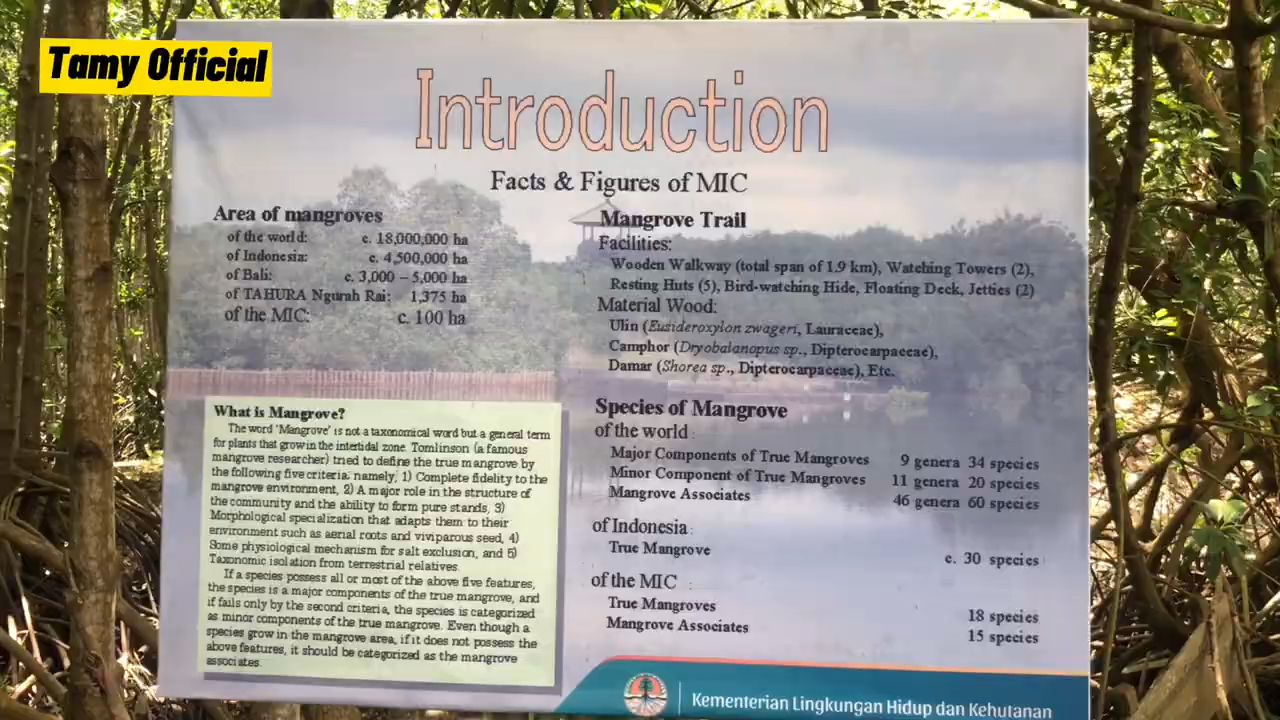 Tamy Official
Introduction
Facts & Figures of MIC
Area of mangroves
of the world: c. 18,000,000 ha
of Indonesia: c. 4,500,000 ha
of Bali: c. 3,000 – 5,000 ha
of TAHURA Ngurah Rai: 1,375 ha
of the MIC: c. 100 ha
What is Mangrove?
The word 'Mangrove' is not a taxonomical word but a general term
for plants that grow in the intertidal zone. Tomlinson (a famous
mangrove researcher) tried to define the true mangrove by
the following five criteria; namely, 1) Complete fidelity to the
mangrove environment, 2) A major role in the structure of
the community and the ability to form pure stands, 3)
Morphological specialization that adapts them to their
environment such as aerial roots and viviparous seed, 4)
Some physiological mechanism for salt exclusion, and 5)
Taxonomic isolation from terrestrial relatives.
If a species possess all or most of the above five features,
the species is a major components of the true mangrove, and
if fails only by the second criteria, the species is categorized
as minor components of the true mangrove. Even though a
species grow in the mangrove area, if it does not possess the
above features, it should be categorized as the mangrove
associates.
Mangrove Trail
Facilities:
Wooden Walkway (total span of 1.9 km), Watching Towers (2),
Resting Huts (5), Bird-watching Hide, Floating Deck, Jetties (2)
Material Wood:
Ulin (Eusideroxylon zwageri, Lauraceae),
Camphor (Dryobalanopus sp., Dipterocarpaceae),
Damar (Shorea sp., Dipterocarpaceae), Etc.
Species of Mangrove
of the world :
Major Components of True Mangroves 9 genera 34 species
Minor Component of True Mangroves 11 genera 20 species
Mangrove Associates 46 genera 60 species
of Indonesia :
True Mangrove c. 30 species
of the MIC :
True Mangroves 18 species
Mangrove Associates 15 species
Kementerian Lingkungan Hidup dan Kehutanan